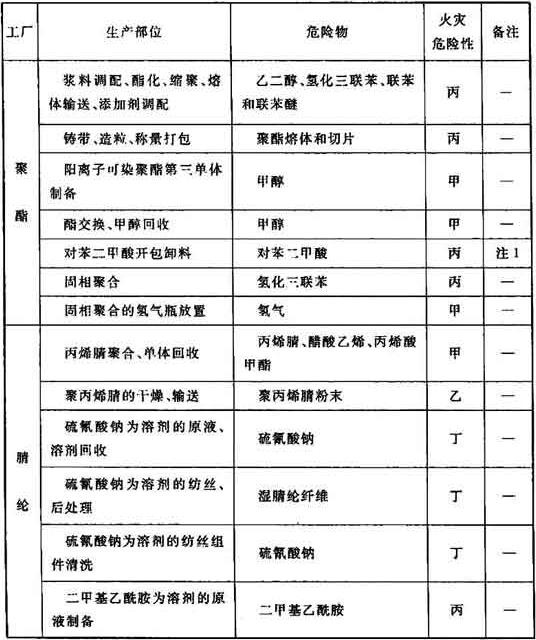 工厂 生产部位 危险物 火灾 危险性 备注
聚酯
浆料调配、酯化、缩聚、熔
体输送、添加剂调配
乙二醇、氢化三联苯、联苯
和联苯醚
丙 —
铸带、造粒、称量打包 聚酯熔体和切片 丙 —
阳离子可染聚酯第三单体
制备
甲醇 甲 —
酯交换、甲醇回收 甲醇 甲 —
对苯二甲酸开包卸料 对苯二甲酸 丙 注1
固相聚合 氢化三联苯 丙 —
固相聚合的氢气瓶放置 氢气 甲 —
腈纶
丙烯腈聚合、单体回收
丙烯腈、醋酸乙烯、丙烯酸
甲酯
甲 —
聚丙烯腈的干燥、输送 聚丙烯腈粉末 乙 —
硫氰酸钠为溶剂的原液、
溶剂回收
硫氰酸钠 丁 —
硫氰酸钠为溶剂的纺丝、
后处理
湿腈纶纤维 丁 —
硫氰酸钠为溶剂的纺丝组
件清洗
硫氰酸钠 丁 —
二甲基乙酰胺为溶剂的原
液制备
二甲基乙酰胺 丙 —